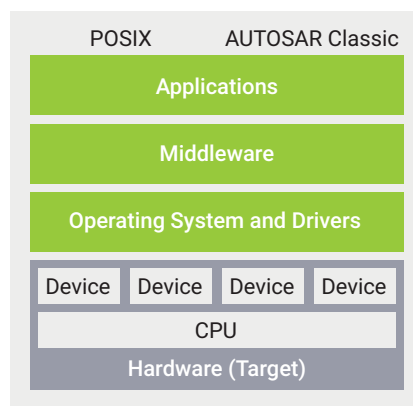 POSIX AUTOSAR Classic
Applications
Middleware
Operating System and Drivers
Device Device Device Device
CPU
Hardware (Target)